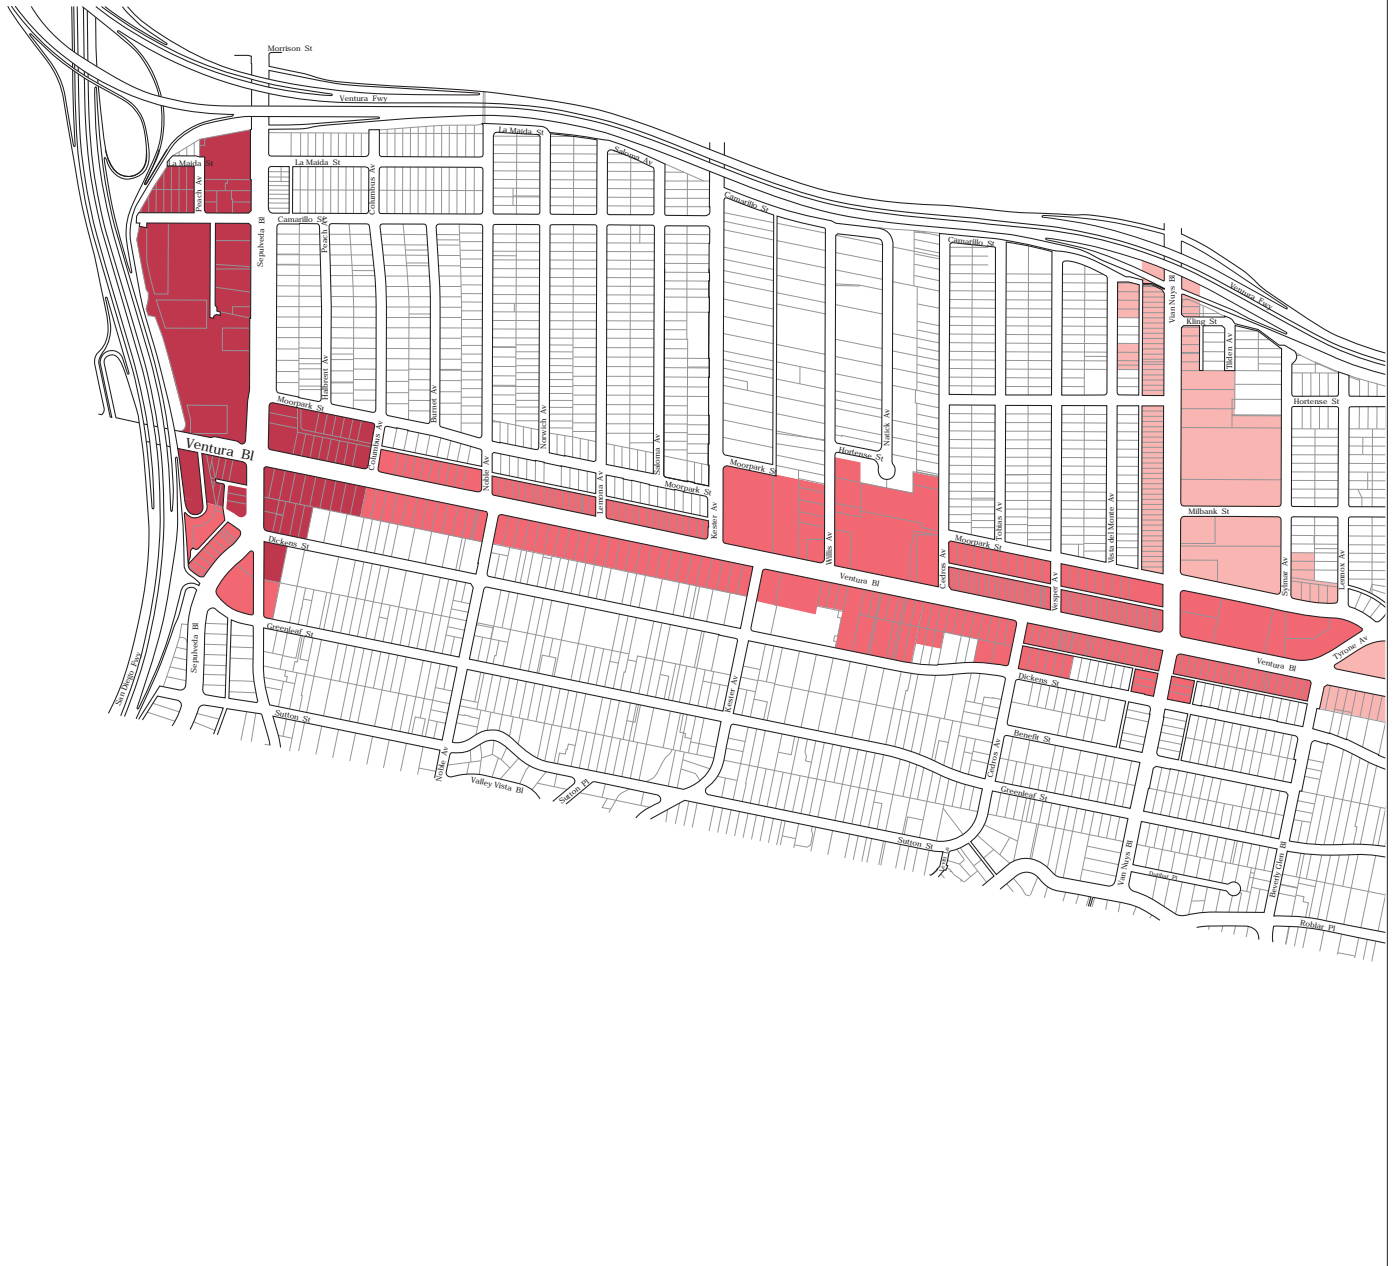 Morrison St
Ventura Fwy
La Maida St
La Maida St
La Maida St
Saloma Av
Peach Av
Columbus Av
Camarillo St
Camarillo St
Peach Av
Sepulveda Bl
Camarillo St
Van Nuys Bl
Ventura Fwy
Kling St
Tilden Av
Halbrent Av
Burnet Av
Hortense St
Moorpark St
Norwich Av
Natick Av
Columbus Av
Saloma Av
Ventura Bl
Hortense St
Noble Av
Moorpark St
Lemona Av
Moorpark St
Kester Av
Tobias Av
Vista del Monte Av
Milbank St
Dickens St
Willis Av
Moorpark St
Cedros Av
Ventura Bl
Vesper Av
Sylmar Av
Lennox Av
Greenleaf St
Sepulveda Bl
Tyrone Av
Ventura Bl
San Diego Fwy
Dickens St
Kester Av
Sutton St
Benefit St
Noble Av
Cedros Av
Valley Vista Bl
Sutton Pl
Greenleaf St
Sutton St
Van Nuys Bl
Beverly Glen Bl
Roblar Pl